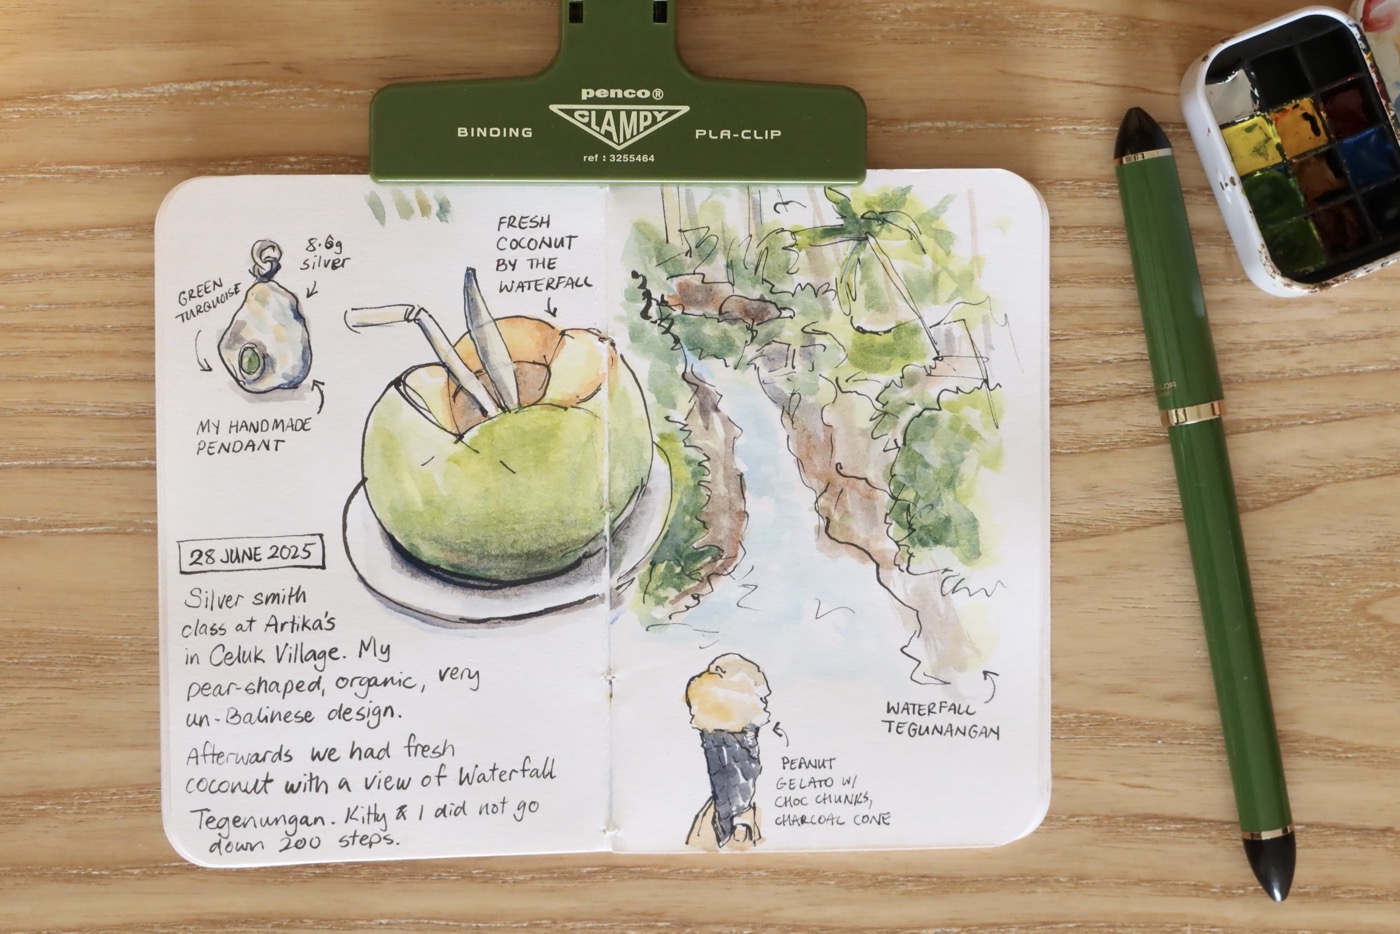 penco®
BINDING CLAMPY PLA-CLIP
ref : 3255464
8.6g
silver
GREEN
TURQUOISE
MY HANDMADE
PENDANT
FRESH
COCONUT
BY THE
WATERFALL
28 JUNE 2025
Silver smith
class at Artika's
in Celuk Village. My
pear-shaped, organic, very
un-Balinese design.
Afterwards we had fresh
coconut with a view of Waterfall
Tegenungan. Kitty & I did not go
down 200 steps.
WATERFALL
TEGUNANGAN
PEANUT
GELATO W/
CHOC CHUNKS,
CHARCOAL CONE